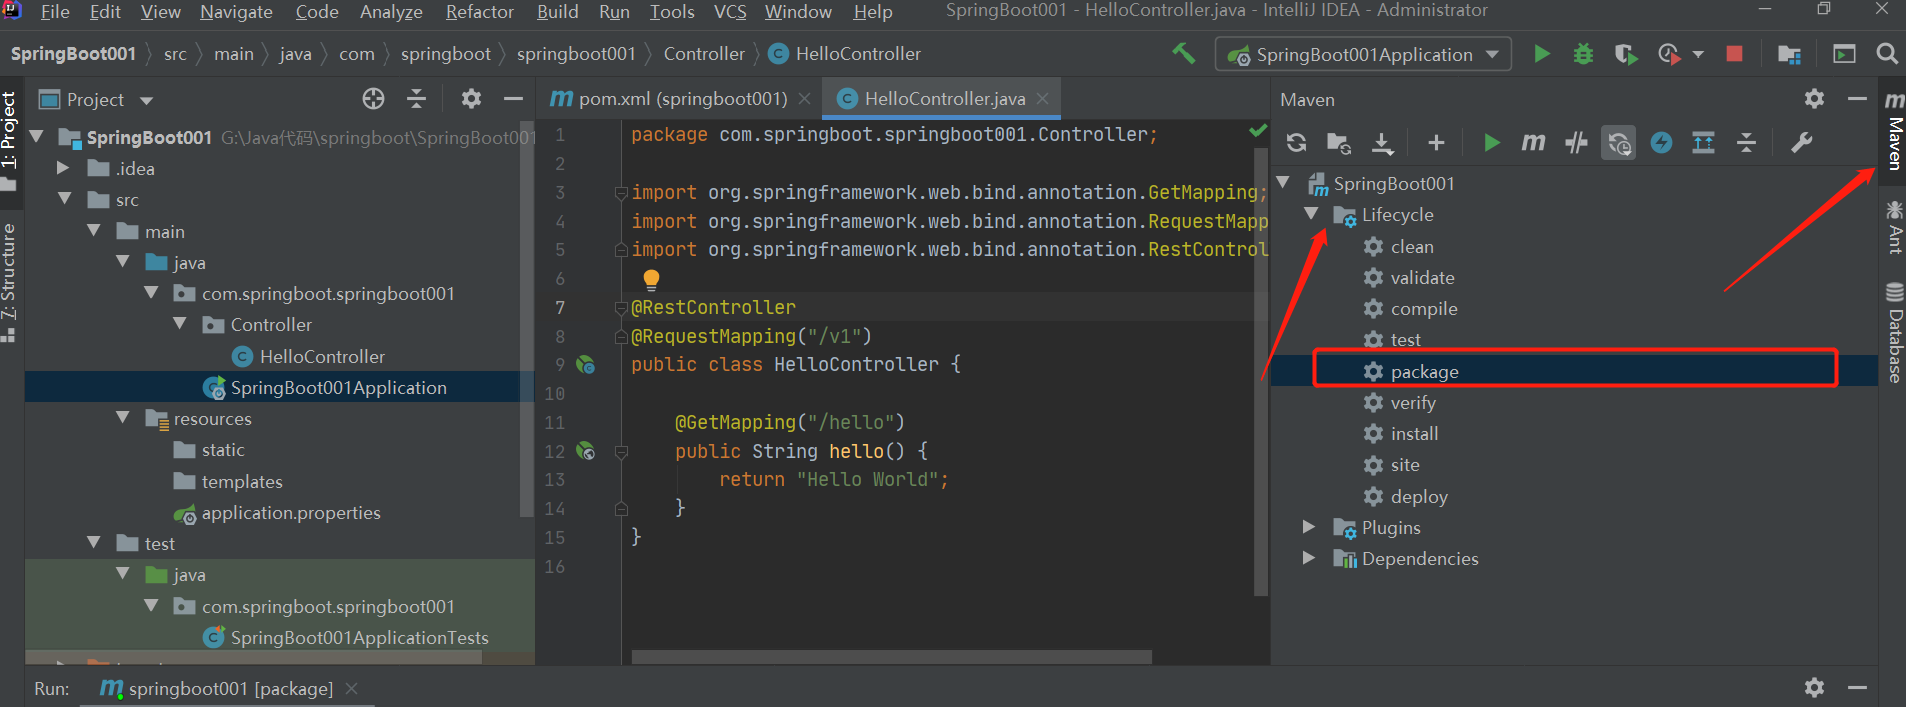 File Edit View Navigate Code Analyze Refactor Build Run Tools VCS Window Help SpringBoot001 - HelloController.java - IntelliJ IDEA - Administrator
SpringBoot001 src main java com springboot springboot001 Controller HelloController
SpringBoot001Application
1: Project
Z: Structure
Project
SpringBoot001 G:\Java代码\springboot\SpringBoot001
.idea
src
main
java
com.springboot.springboot001
Controller
HelloController
SpringBoot001Application
resources
static
templates
application.properties
test
java
com.springboot.springboot001
SpringBoot001ApplicationTests
pom.xml (springboot001)
HelloController.java
1 package com.springboot.springboot001.Controller;
2
3 import org.springframework.web.bind.annotation.GetMapping;
4 import org.springframework.web.bind.annotation.RequestMapp
5 import org.springframework.web.bind.annotation.RestControl
6
7 @RestController
8 @RequestMapping("/v1")
9 public class HelloController {
10
11 @GetMapping("/hello")
12 public String hello() {
13 return "Hello World";
14 }
15 }
16
Maven
SpringBoot001
Lifecycle
clean
validate
compile
test
package
verify
install
site
deploy
Plugins
Dependencies
Maven
Ant
Database
Run: springboot001 [package]